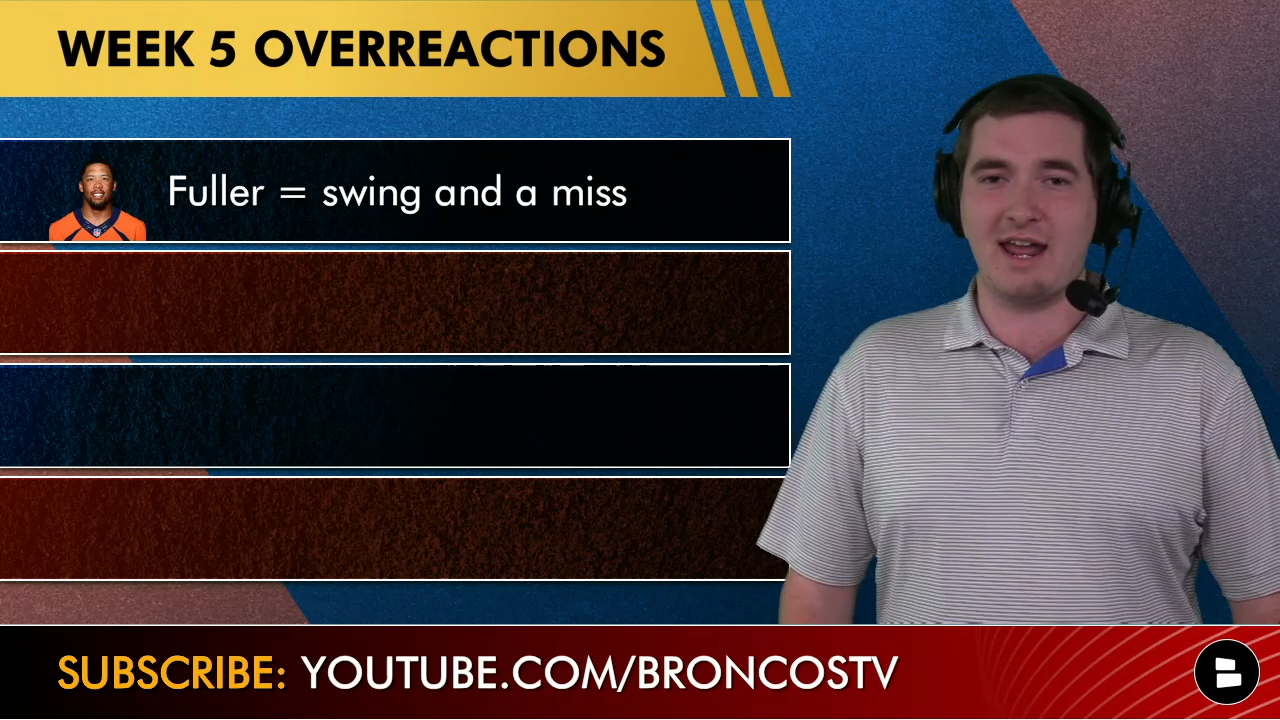 WEEK 5 OVERREACTIONS
Fuller = swing and a miss
SUBSCRIBE: YOUTUBE.COM/BRONCOSTV